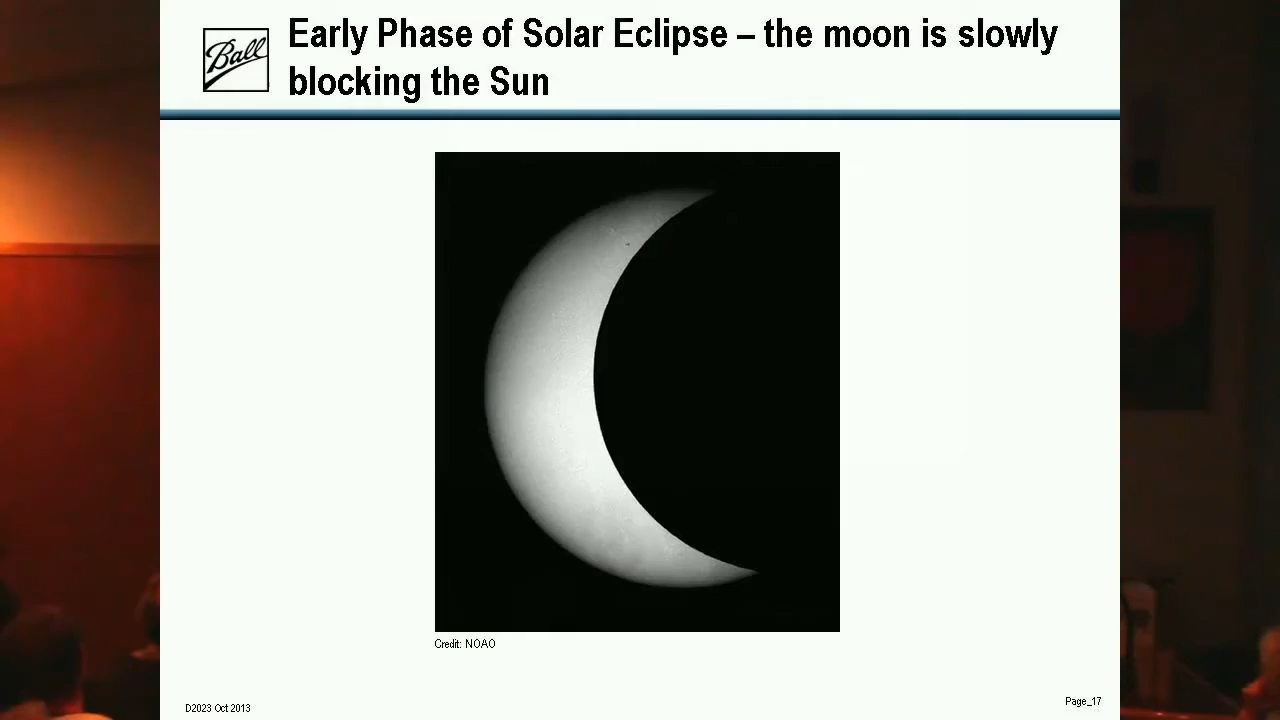 Ball
Early Phase of Solar Eclipse – the moon is slowly
blocking the Sun
Credit: NOAO
D2023 Oct 2013
Page_17